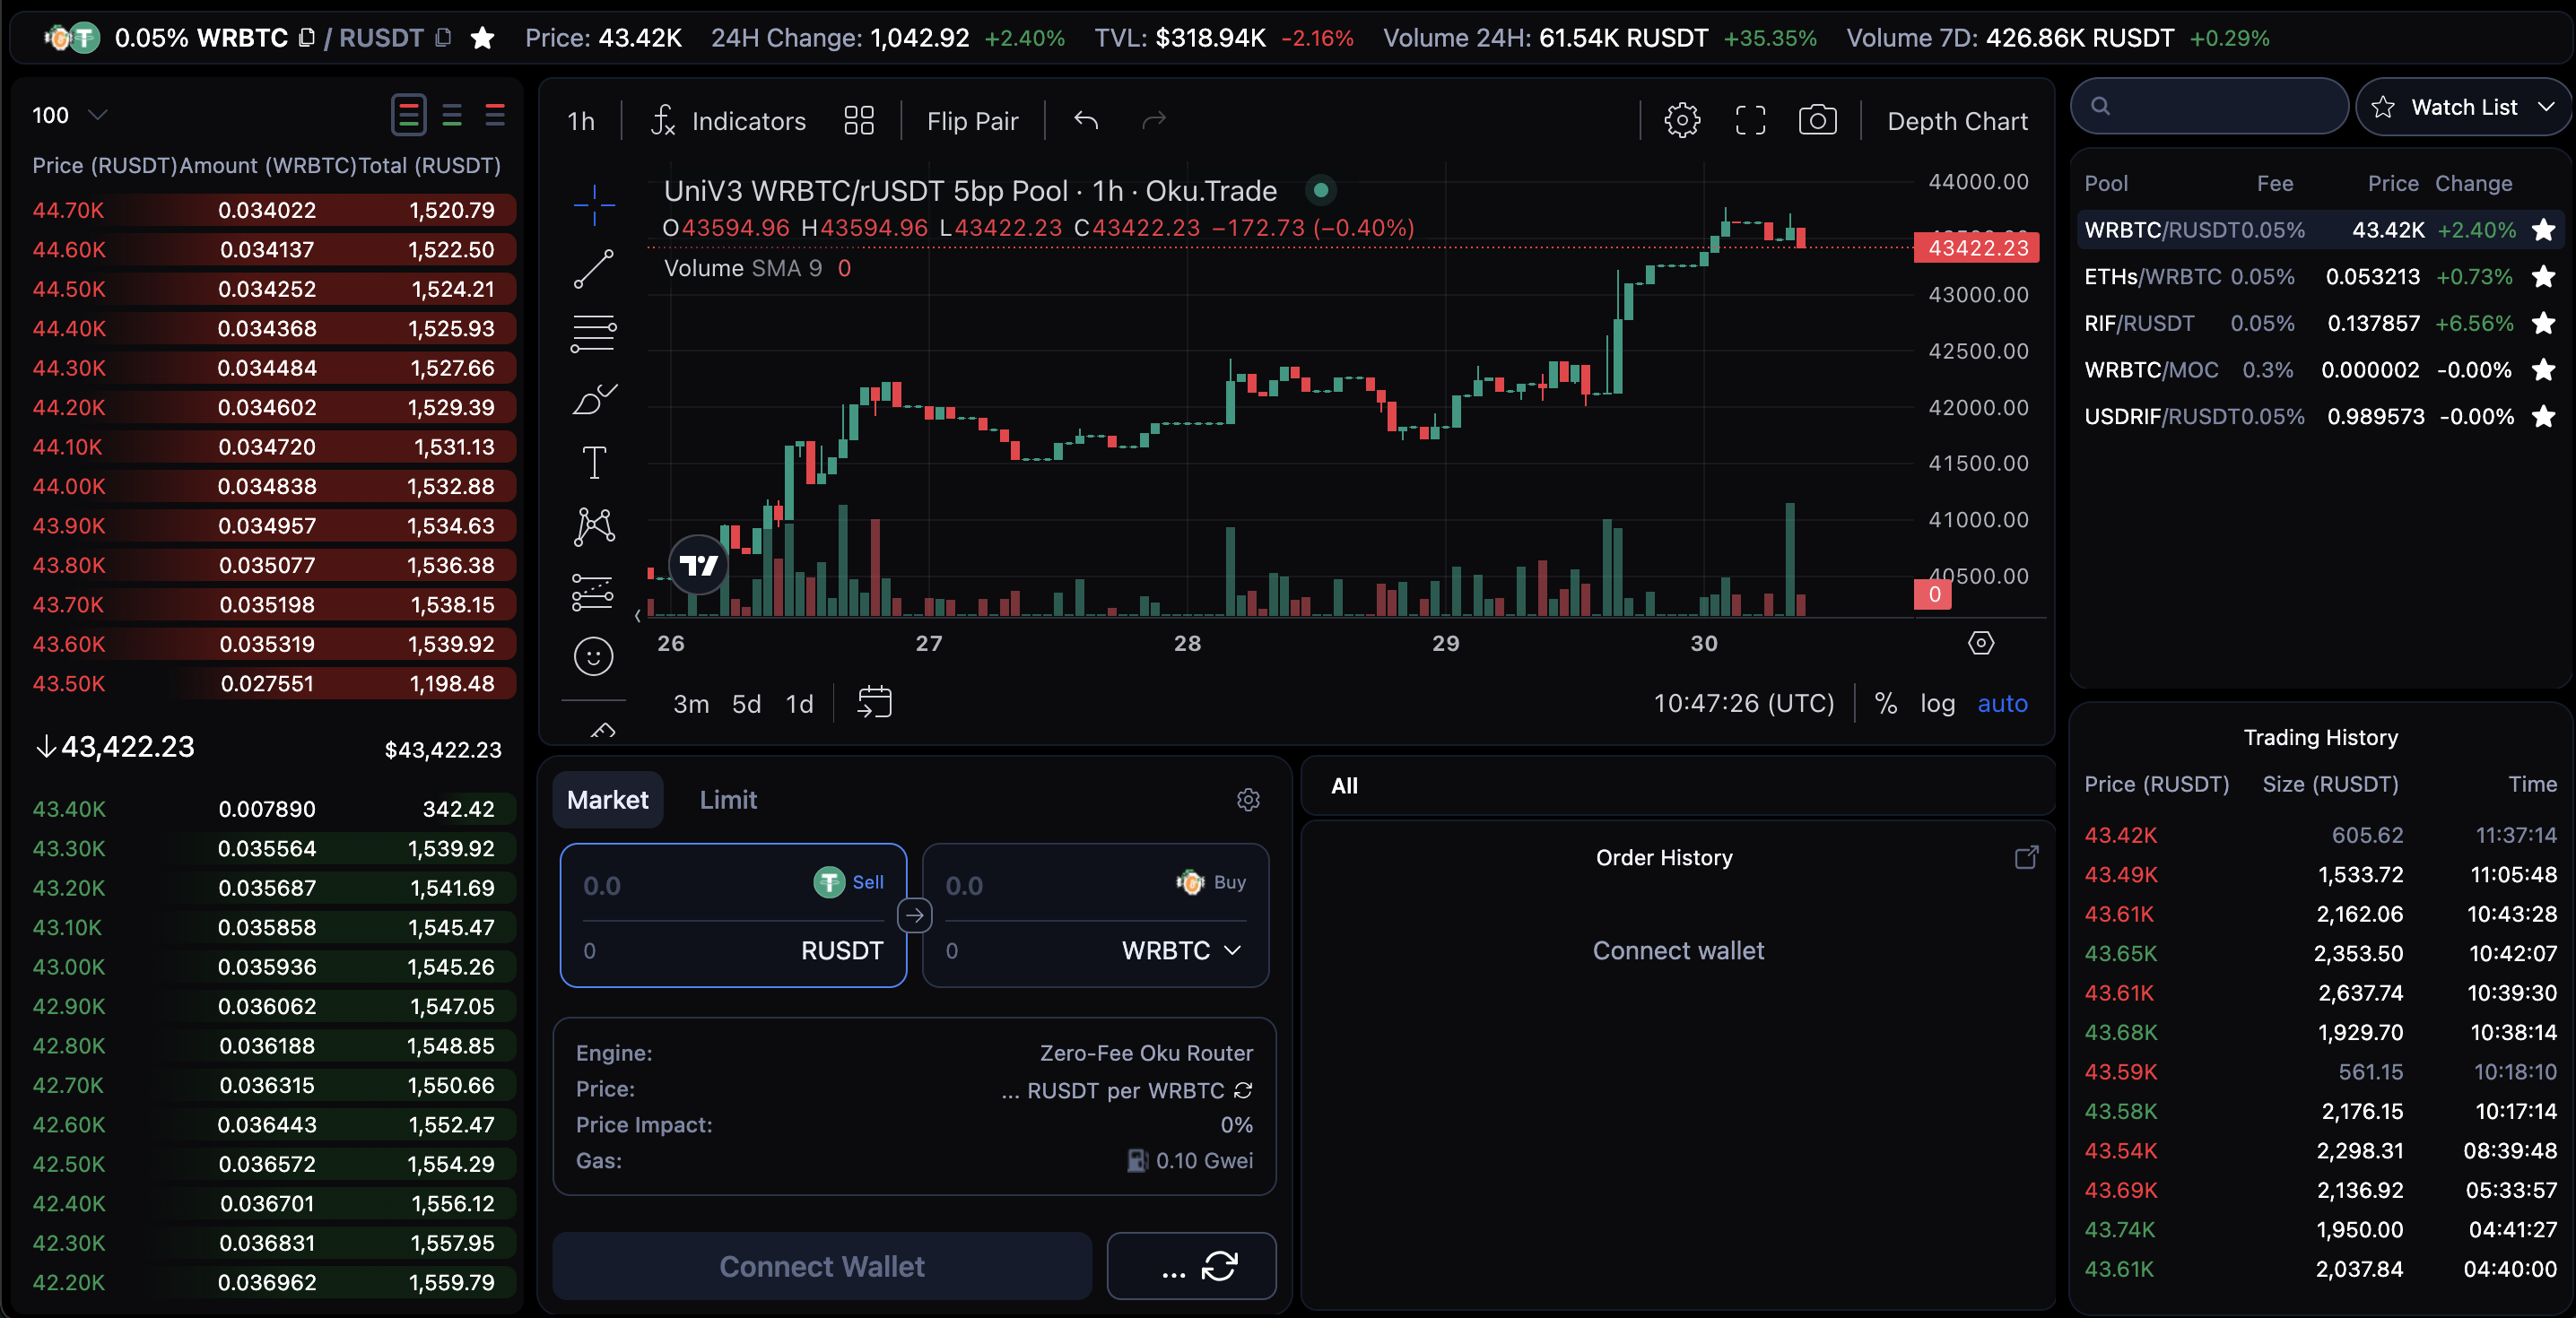 0.05% WRBTC / RUSDT Price: 43.42K 24H Change: 1,042.92 +2.40% TVL: $318.94K -2.16% Volume 24H: 61.54K RUSDT +35.35% Volume 7D: 426.86K RUSDT +0.29%
100
Price (RUSDT) Amount (WRBTC) Total (RUSDT)
44.70K 0.034022 1,520.79
44.60K 0.034137 1,522.50
44.50K 0.034252 1,524.21
44.40K 0.034368 1,525.93
44.30K 0.034484 1,527.66
44.20K 0.034602 1,529.39
44.10K 0.034720 1,531.13
44.00K 0.034838 1,532.88
43.90K 0.034957 1,534.63
43.80K 0.035077 1,536.38
43.70K 0.035198 1,538.15
43.60K 0.035319 1,539.92
43.50K 0.027551 1,198.48
↓43,422.23 $43,422.23
43.40K 0.007890 342.42
43.30K 0.035564 1,539.92
43.20K 0.035687 1,541.69
43.10K 0.035858 1,545.47
43.00K 0.035936 1,545.26
42.90K 0.036062 1,547.05
42.80K 0.036188 1,548.85
42.70K 0.036315 1,550.66
42.60K 0.036443 1,552.47
42.50K 0.036572 1,554.29
42.40K 0.036701 1,556.12
42.30K 0.036831 1,557.95
42.20K 0.036962 1,559.79
1h Indicators Flip Pair Depth Chart
UniV3 WRBTC/rUSDT 5bp Pool · 1h · Oku.Trade
O43594.96 H43594.96 L43422.23 C43422.23 −172.73 (−0.40%)
Volume SMA 9 0
44000.00
43422.23
43000.00
42500.00
42000.00
41500.00
41000.00
40500.00
0
26 27 28 29 30
3m 5d 1d 10:47:26 (UTC) % log auto
Market Limit
0.0 Sell 0.0 Buy
0 RUSDT 0 WRBTC
Engine: Zero-Fee Oku Router
Price: ... RUSDT per WRBTC
Price Impact: 0%
Gas: 0.10 Gwei
Connect Wallet ...
All
Order History
Connect wallet
Watch List
Pool Fee Price Change
WRBTC/RUSDT 0.05% 43.42K +2.40%
ETHs/WRBTC 0.05% 0.053213 +0.73%
RIF/RUSDT 0.05% 0.137857 +6.56%
WRBTC/MOC 0.3% 0.000002 -0.00%
USDRIF/RUSDT 0.05% 0.989573 -0.00%
Trading History
Price (RUSDT) Size (RUSDT) Time
43.42K 605.62 11:37:14
43.49K 1,533.72 11:05:48
43.61K 2,162.06 10:43:28
43.65K 2,353.50 10:42:07
43.61K 2,637.74 10:39:30
43.68K 1,929.70 10:38:14
43.59K 561.15 10:18:10
43.58K 2,176.15 10:17:14
43.54K 2,298.31 08:39:48
43.69K 2,136.92 05:33:57
43.74K 1,950.00 04:41:27
43.61K 2,037.84 04:40:00